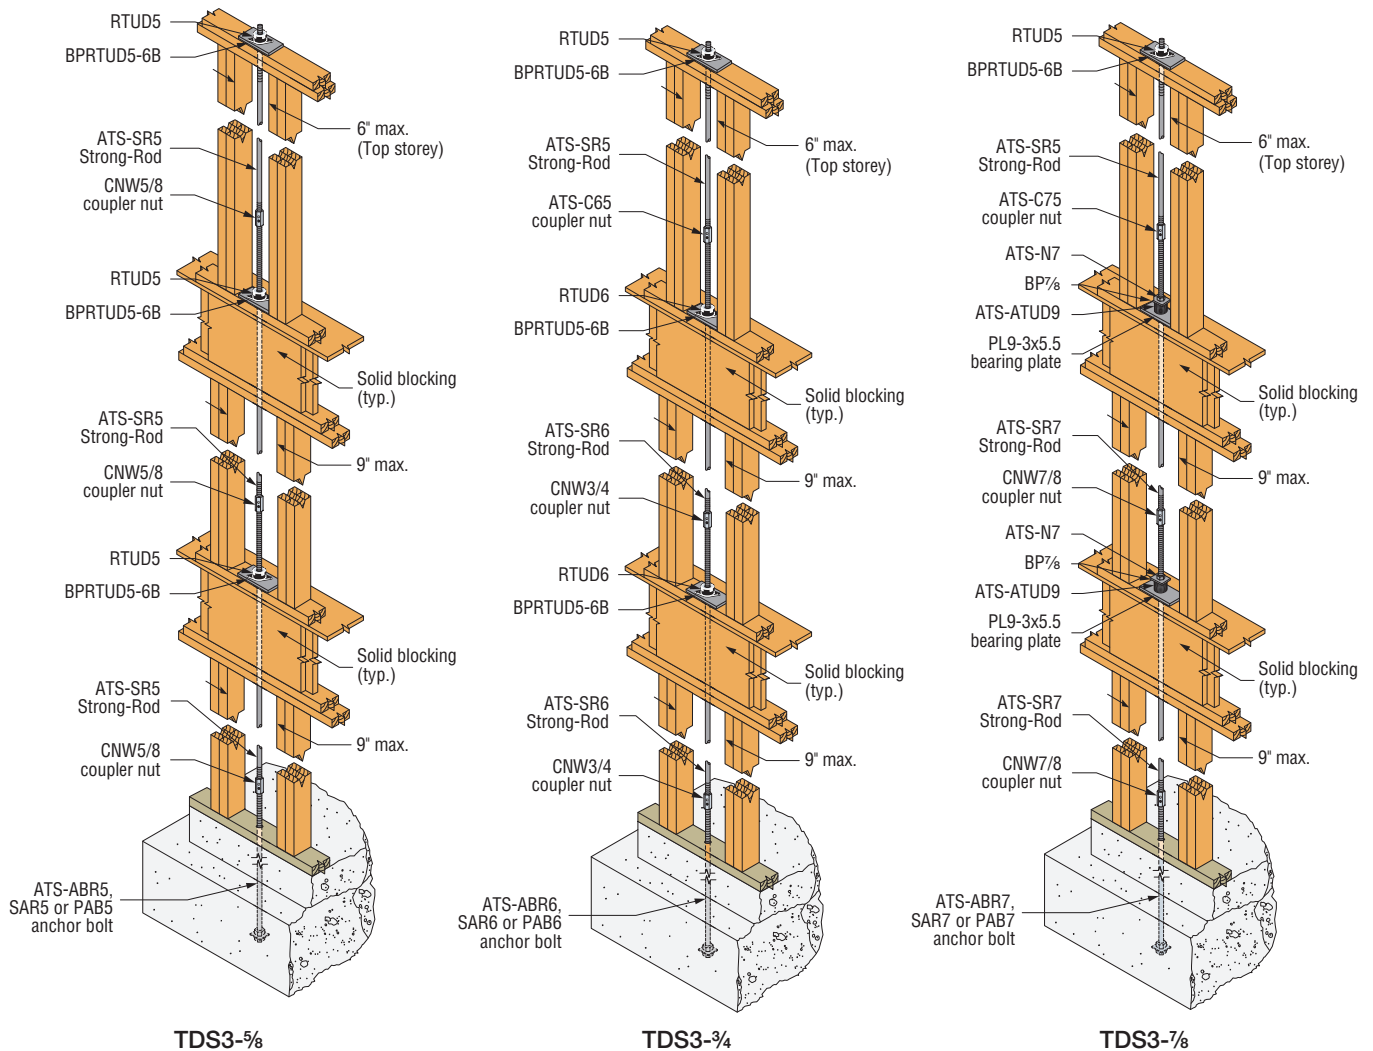 RTUD5
BPRTUD5-6B
6" max.
(Top storey)
ATS-SR5
Strong-Rod
CNW5/8
coupler nut
RTUD5
BPRTUD5-6B
Solid blocking
(typ.)
ATS-SR5
Strong-Rod
9" max.
CNW5/8
coupler nut
RTUD5
BPRTUD5-6B
Solid blocking
(typ.)
ATS-SR5
Strong-Rod
9" max.
CNW5/8
coupler nut
ATS-ABR5,
SAR5 or PAB5
anchor bolt
TDS3-⅝
RTUD5
BPRTUD5-6B
6" max.
(Top storey)
ATS-SR5
Strong-Rod
ATS-C65
coupler nut
RTUD6
BPRTUD5-6B
Solid blocking
(typ.)
ATS-SR6
Strong-Rod
9" max.
CNW3/4
coupler nut
RTUD6
BPRTUD5-6B
Solid blocking
(typ.)
ATS-SR6
Strong-Rod
9" max.
CNW3/4
coupler nut
ATS-ABR6,
SAR6 or PAB6
anchor bolt
TDS3-¾
RTUD5
BPRTUD5-6B
6" max.
(Top storey)
ATS-SR5
Strong-Rod
ATS-C75
coupler nut
ATS-N7
BP⅞
ATS-ATUD9
PL9-3x5.5
bearing plate
Solid blocking
(typ.)
ATS-SR7
Strong-Rod
9" max.
CNW7/8
coupler nut
ATS-N7
BP⅞
ATS-ATUD9
PL9-3x5.5
bearing plate
Solid blocking
(typ.)
ATS-SR7
Strong-Rod
9" max.
CNW7/8
coupler nut
ATS-ABR7,
SAR7 or PAB7
anchor bolt
TDS3-⅞